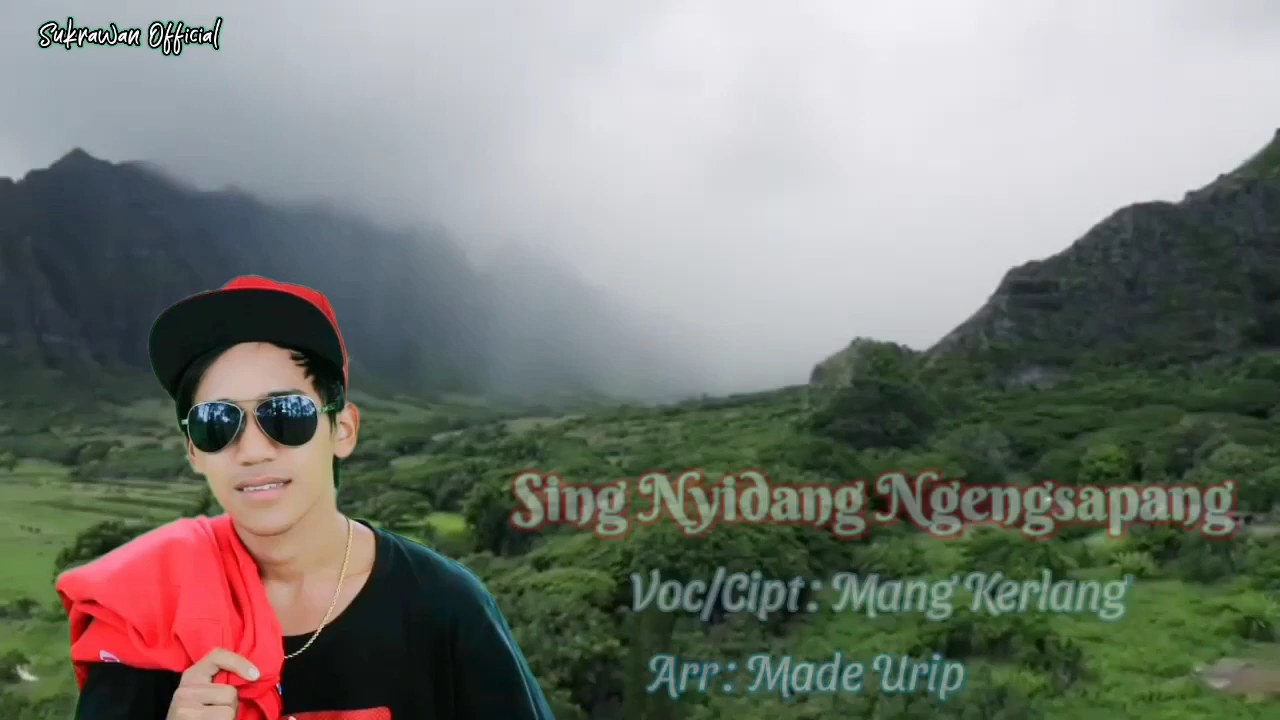 Sukrawan Official
Sing Nyidang Ngengsapang
Voc/Cipt : Mang Kerlang
Arr : Made Urip